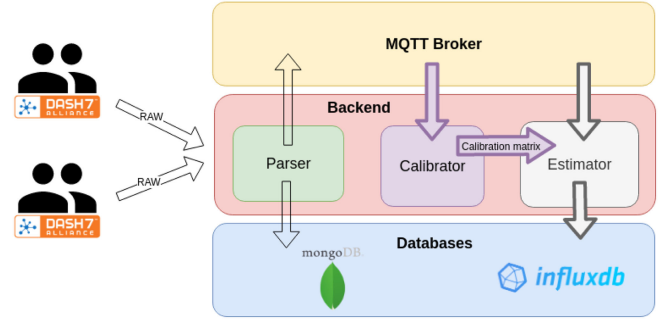 MQTT Broker
DASH7
ALLIANCE
RAW
Backend
Parser
Calibrator
Calibration matrix
Estimator
RAW
DASH7
ALLIANCE
Databases
mongoDB
influxdb